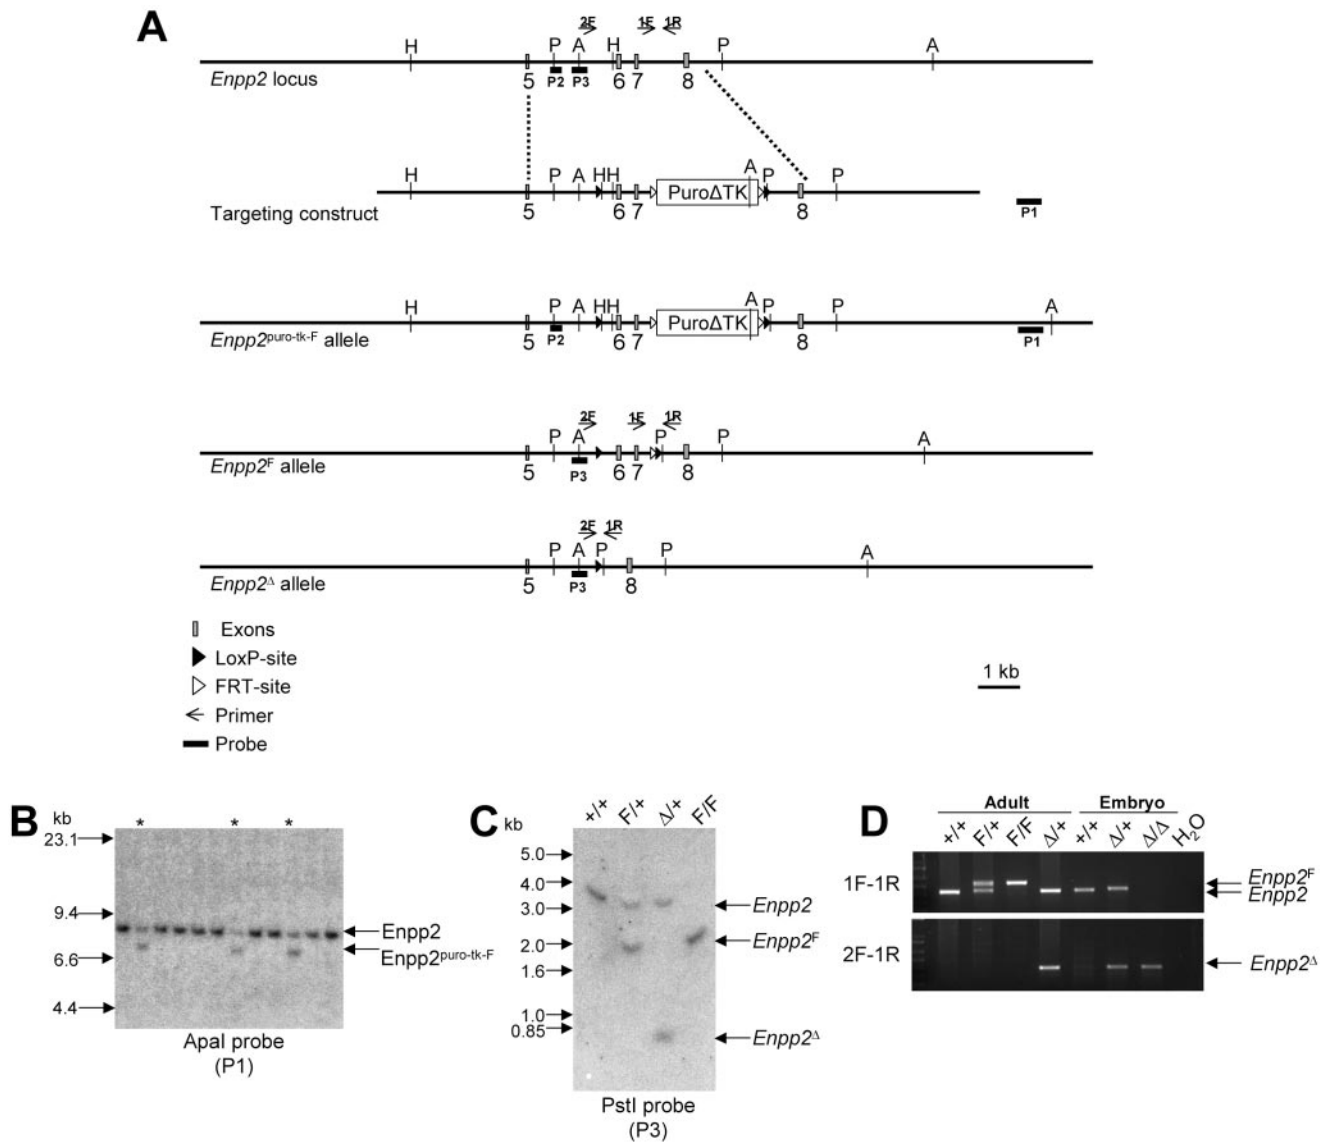 A
2F 1F 1R
H P A H P A
5 P2 P3 6 7 8
Enpp2 locus
H P A HH A P P
PuroΔTK
5 6 7 8
Targeting construct
P1
H P A HH A P P A
PuroΔTK
5 P2 6 7 8 P1
Enpp2puro-tk-F allele
2F 1F 1R
P A P P A
5 P3 6 7 8
Enpp2F allele
2F 1R
P A P P A
5 P3 8
Enpp2Δ allele
Exons
LoxP-site
FRT-site
Primer
Probe
1 kb
B
kb
* * *
23.1
9.4
6.6
4.4
Enpp2
Enpp2puro-tk-F
ApaI probe
(P1)
C
kb
+/+ F/+ Δ/+ F/F
5.0
4.0
3.0
2.0
1.6
1.0
0.85
Enpp2
Enpp2F
Enpp2Δ
PstI probe
(P3)
D
Adult Embryo
+/+ F/+ F/F Δ/+ +/+ Δ/+ Δ/Δ H2O
1F-1R
Enpp2F
Enpp2
2F-1R
Enpp2Δ